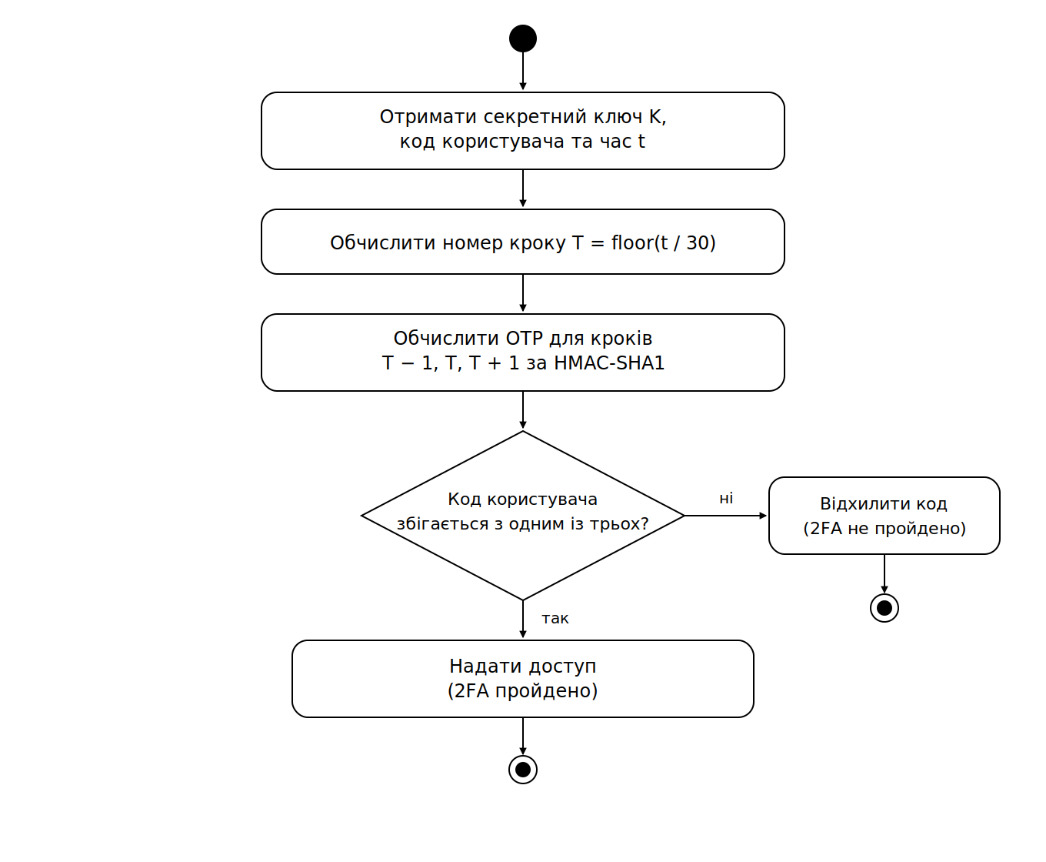 Отримати секретний ключ K,
код користувача та час t
Обчислити номер кроку T = floor(t / 30)
Обчислити OTP для кроків
T − 1, T, T + 1 за HMAC-SHA1
Код користувача
збігається з одним із трьох?
ні
Відхилити код
(2FA не пройдено)
так
Надати доступ
(2FA пройдено)